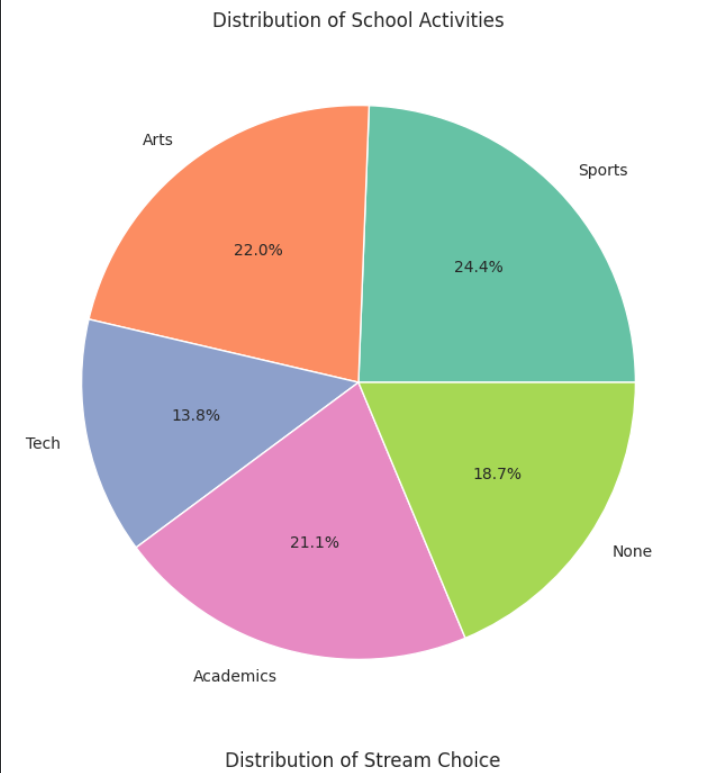 Distribution of School Activities
Arts
Sports
22.0%
24.4%
13.8%
Tech
18.7%
21.1%
None
Academics
Distribution of Stream Choice